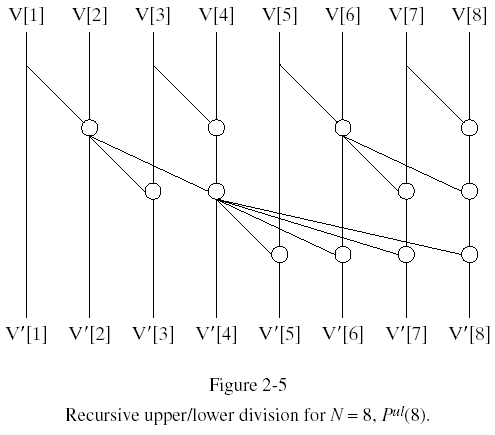 V[1] V[2] V[3] V[4] V[5] V[6] V[7] V[8]
V′[1] V′[2] V′[3] V′[4] V′[5] V′[6] V′[7] V′[8]
Figure 2-5
Recursive upper/lower division for N = 8, Pul(8).